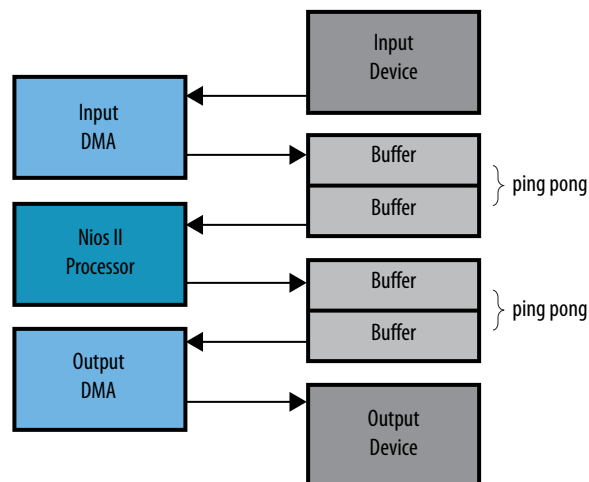 Input
Device
Input
DMA
Buffer
Buffer
ping pong
Nios II
Processor
Buffer
Buffer
ping pong
Output
DMA
Output
Device